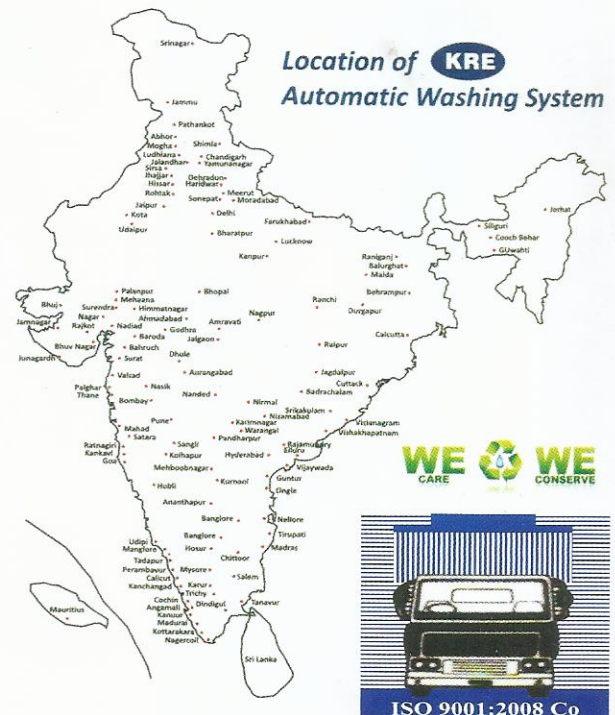 Location of KRE
Automatic Washing System
Srinagar
Jammu
Pathankot
Abhor
Mogha
Shimla
Ludhiana
Chandigarh
Jalandhar
Yamunanagar
Sirsa
Jhajjar
Dehradun
Hissar
Haridwar
Rohtak
Meerut
Sonepat
Moradabad
Jaipur
Kota
Delhi
Udaipur
Farukhabad
Bharatpur
Lucknow
Kanpur
Jorhat
Siliguri
Cooch Behar
GUwahti
Raniganj
Balurghat
Malda
Behrampur
Ranchi
Durgapur
Calcutta
Palanpur
Bhopal
Mehaana
Bhuj
Surendra
Nagar
Himmatnagar
Ahmadabad
Nagpur
Jamnagar
Rajkot
Nadiad
Godhra
Amravati
Baroda
Jalgaon
Bhuv Nagar
Bahruch
Raipur
Junagardh
Surat
Dhule
Valsad
Aurangabad
Jagdalpur
Palghar
Thane
Nasik
Cuttack
Nanded
Badrachalam
Bombay
Nirmal
Srikakulam
Nizamabad
Pune
Karimnagar
Vizianagram
Mahad
Warangal
Vishakhapatnam
Satara
Pandharpur
Ratnagiri
Sangli
Rajamundry
Kankavl
Kolhapur
Hyderabad
Elluru
Goa
Vijaywada
Mehboobnagar
Guntur
Hubli
Kurnool
Ongle
Ananthapur
Banglore
Nellore
Banglore
Tirupati
Udipi
Manglore
Hosur
Madras
Chittoor
Tadapur
Perambavur
Mysore
Calicut
Salem
Kanchangad
Karur
Trichy
Cochin
Tanavur
Angamali
Dindigul
Kanuur
Madurai
Kottarakara
Nagercoil
Mauritius
Sri Lanka
WE CARE
WE CONSERVE
ISO 9001:2008 Co